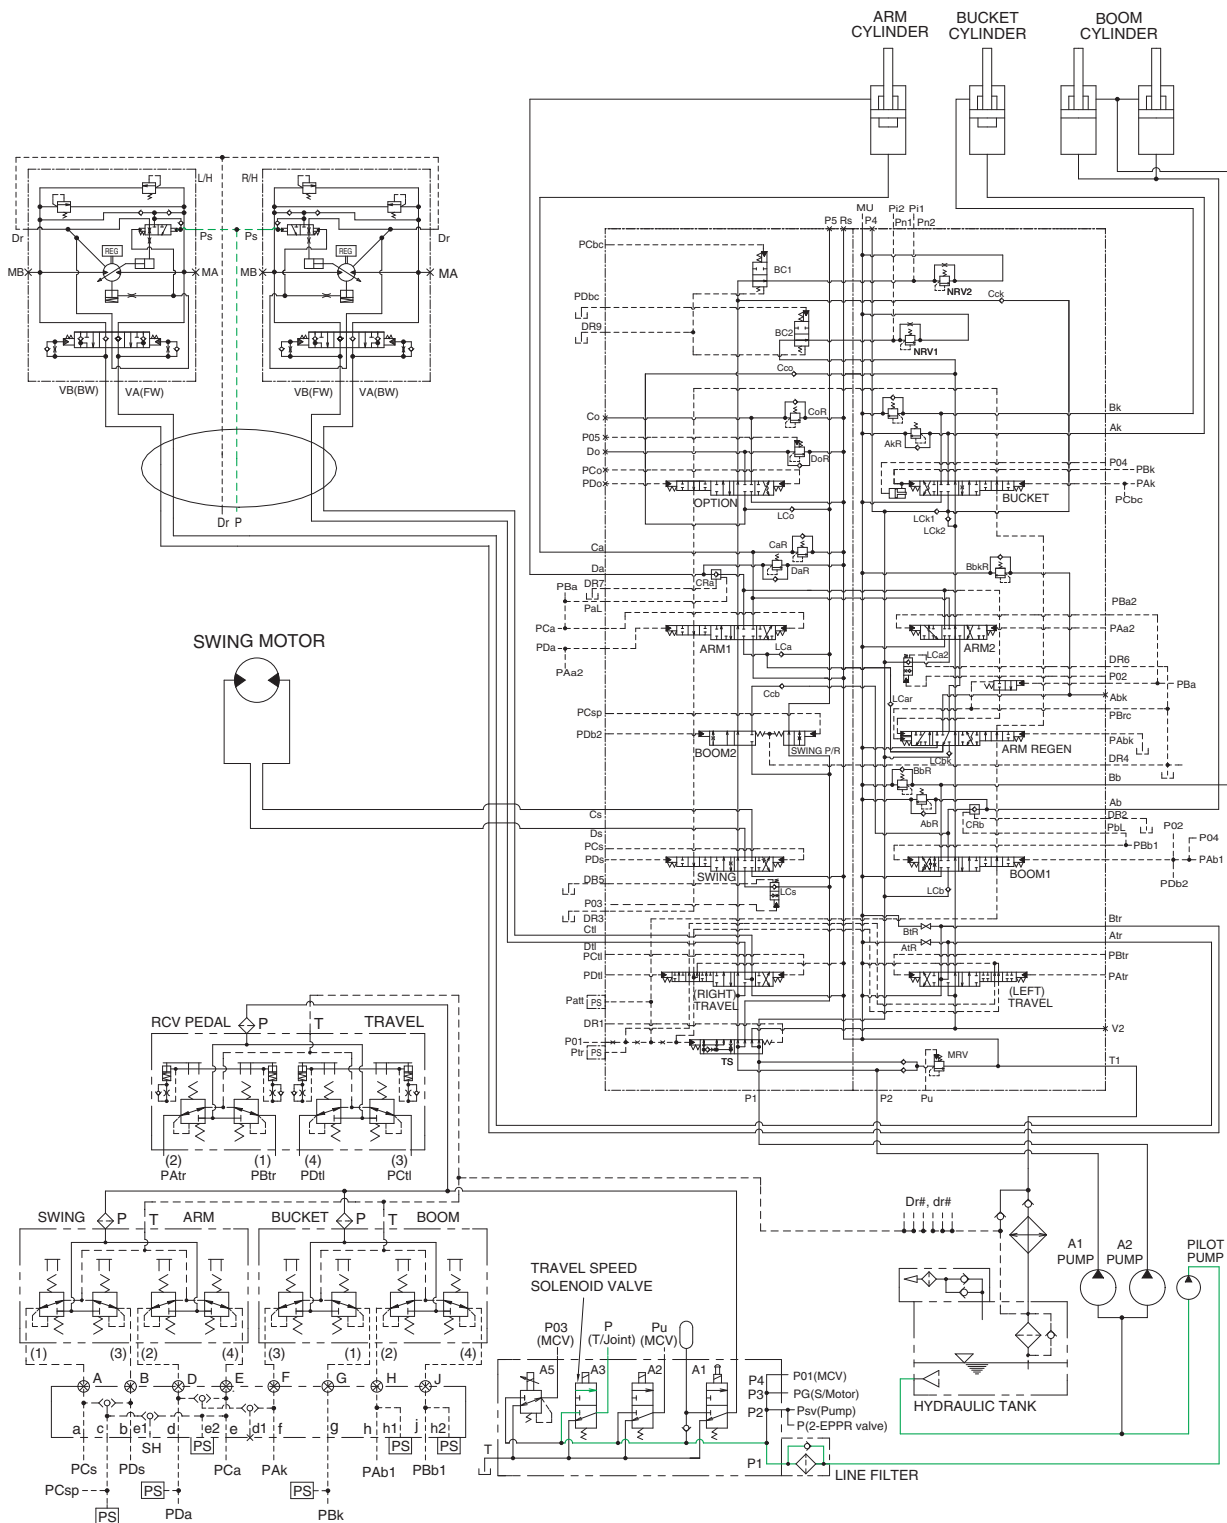 ARM
CYLINDER
BUCKET
CYLINDER
BOOM
CYLINDER
L/H
R/H
Dr
Ps
Ps
Dr
REG
REG
MB
MA
MB
MA
VB(BW)
VA(FW)
VB(FW)
VA(BW)
Dr P
P5 Rs
MU
P4
Pi2
Pn1
Pi1
Pn2
PCbc
BC1
NRV2
Cck
PDbc
DR9
BC2
NRV1
Cco
Co
CoR
P05
Do
DoR
PCo
PDo
OPTION
LCo
Bk
Ak
AkR
P04
PBk
PAk
PCbc
BUCKET
LCk1
LCk2
Ca
CaR
Da
DaR
CRa
DR7
PBa
PaL
PCa
PDa
PAa2
ARM1
LCa
BbkR
PBa2
PAa2
ARM2
LCa2
DR6
P02
PBa
LCar
Abk
PBrc
PAbk
ARM REGEN
DR4
LCbk
Ccb
PCsp
PDb2
BOOM2
SWING P/R
SWING MOTOR
BbR
Bb
AbR
CRb
Ab
DR2
PbL
PBb1
P02
P04
PAb1
PDb2
BOOM1
LCb
Cs
Ds
PCs
PDs
SWING
DR5
LCs
P03
DR3
Ctl
Dtl
PCtl
PDtl
(RIGHT)
TRAVEL
Patt
PS
DR1
P01
Ptr
PS
TS
BtR
Btr
AtR
Atr
PBtr
PAtr
(LEFT)
TRAVEL
V2
MRV
T1
P1
P2
Pu
RCV PEDAL
P
T
TRAVEL
(2)
PAtr
(1)
PBtr
(4)
PDtl
(3)
PCtl
SWING
P
T
ARM
BUCKET
P
T
BOOM
(1)
(3)
(2)
(4)
(3)
(1)
(2)
(4)
A
B
D
E
F
G
H
J
a
c
b
e1
d
e2
e
d1
f
g
h
h1
j
h2
SH
PS
PS
PS
PCs
PDs
PCa
PAk
PAb1
PBb1
PCsp
PS
PS
PDa
PS
PBk
TRAVEL SPEED
SOLENOID VALVE
P03
(MCV)
P
(T/Joint)
Pu
(MCV)
A5
A3
A2
A1
P4
P3
P2
P1
T
P01(MCV)
PG(S/Motor)
Psv(Pump)
P(2-EPPR valve)
LINE FILTER
Dr#, dr#
A1
PUMP
A2
PUMP
PILOT
PUMP
HYDRAULIC TANK